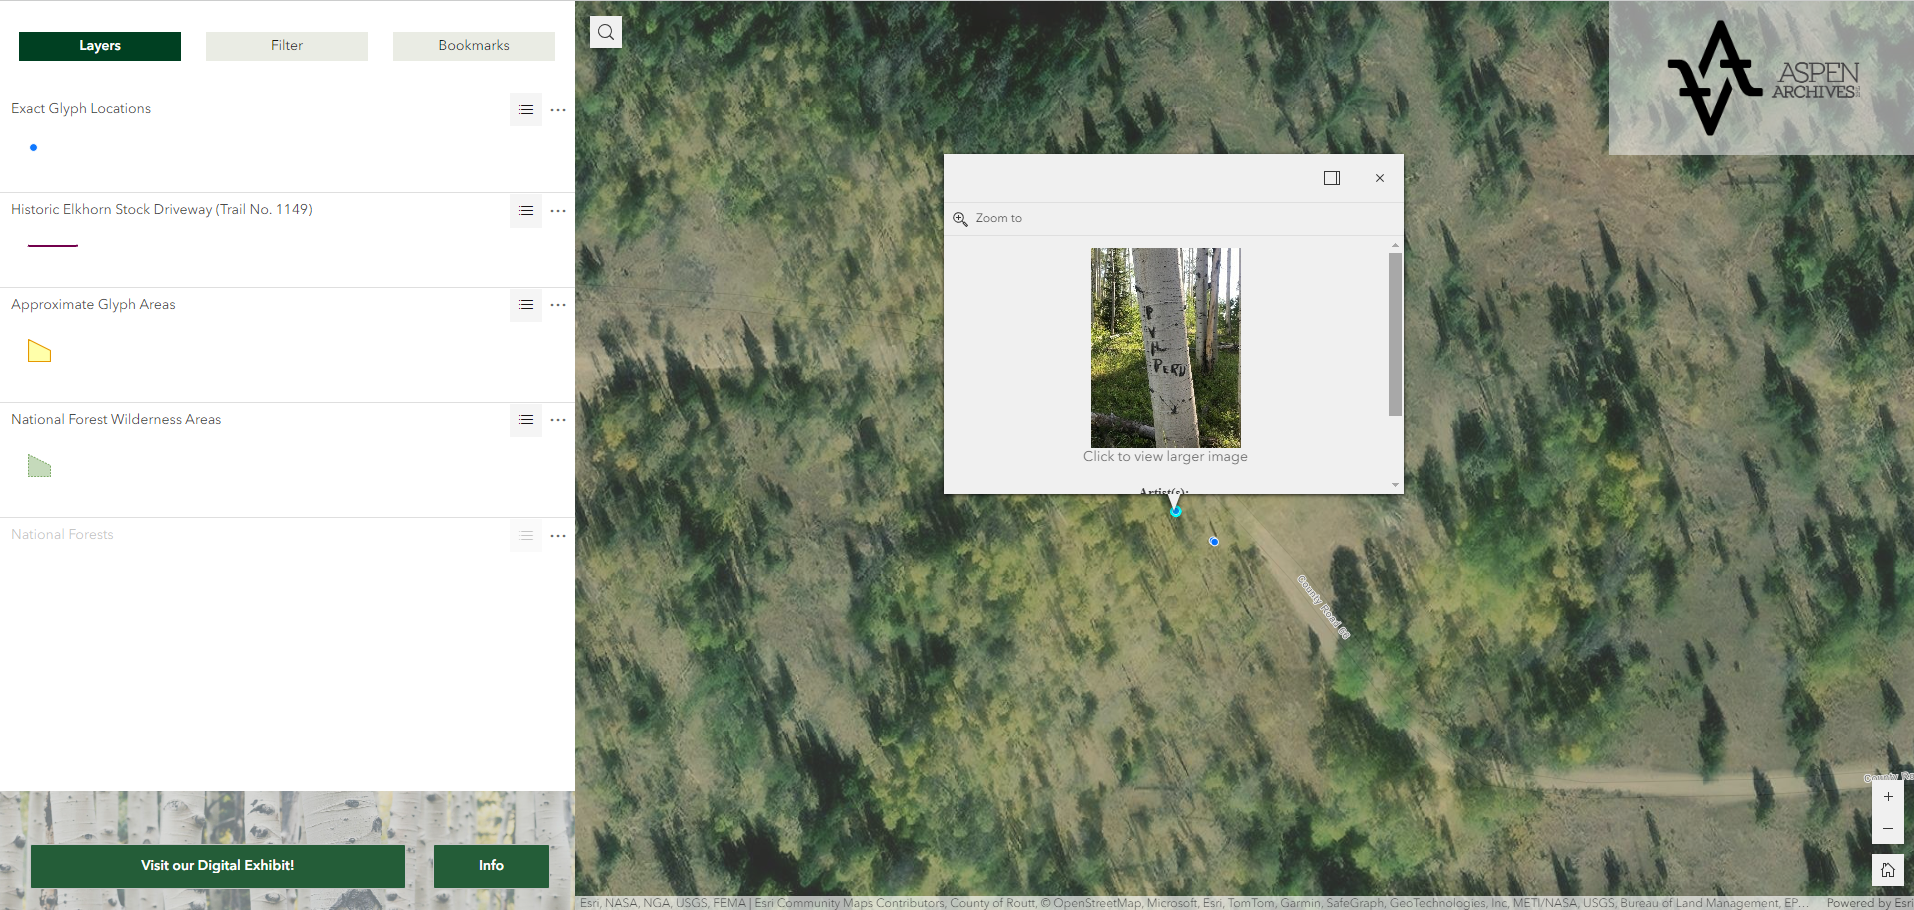 Layers
Filter
Bookmarks
Exact Glyph Locations
Historic Elkhorn Stock Driveway (Trail No. 1149)
Approximate Glyph Areas
National Forest Wilderness Areas
National Forests
Visit our Digital Exhibit!
Info
ASPEN
ARCHIVES
Zoom to
PERU
Click to view larger image
Artist(s):
County Road
County Ro
Esri, NASA, NGA, USGS, FEMA | Esri Community Maps Contributors, County of Routt, © OpenStreetMap, Microsoft, Esri, TomTom, Garmin, SafeGraph, GeoTechnologies, Inc, METI/NASA, USGS, Bureau of Land Management, EP...
Powered by Esri